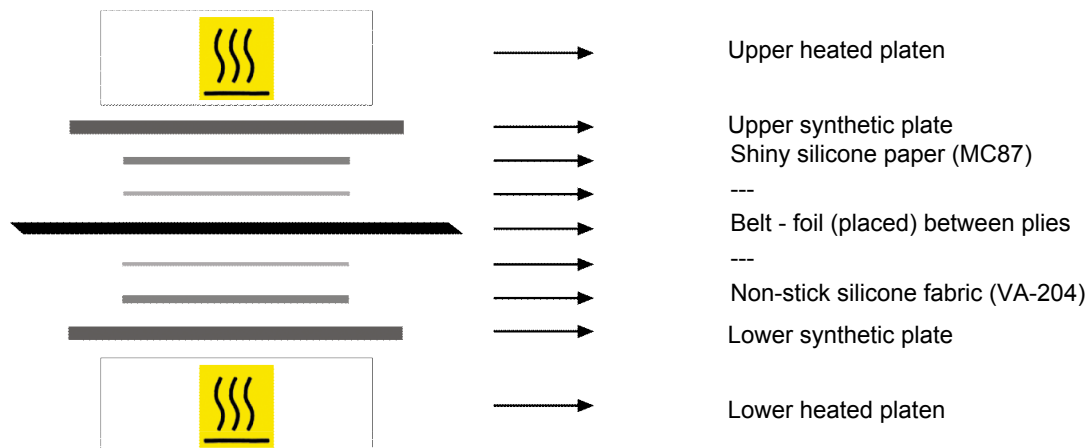 Upper heated platen
Upper synthetic plate
Shiny silicone paper (MC87)
---
Belt - foil (placed) between plies
---
Non-stick silicone fabric (VA-204)
Lower synthetic plate
Lower heated platen